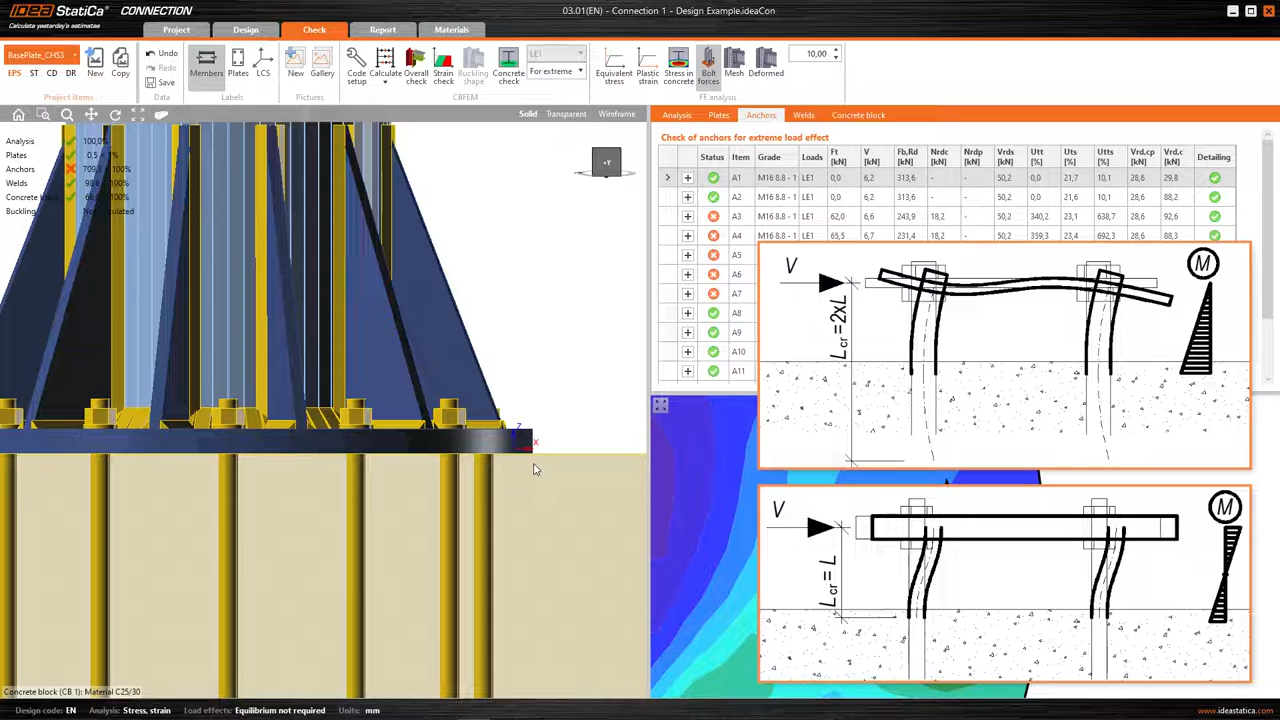 IDEA StatiCa® CONNECTION
Calculate yesterday's estimates
03.01(EN) - Connection 1 - Design Example.ideaCon
Project Design Check Report Materials
BasePlate_CHS3
EPS ST CD DR
New Copy
Undo
Redo
Save
Members Plates LCS
New Gallery
Code setup
Calculate
Overall check
Strain check
Buckling shape
Concrete check
LE1
For extreme
Equivalent stress
Plastic strain
Stress in concrete
Bolt forces
Mesh
Deformed
10,00
Project items Data Labels Pictures CBFEM FE analysis
Solid Transparent Wireframe
Analysis 100,0%
Plates
Anchors
Welds
Buckling
+Y
Z
X
Concrete block (CB 1): Material C25/30
Analysis Plates Anchors Welds Concrete block
Check of anchors for extreme load effect
Status Item Grade Loads Ft [kN] V [kN] Fb,Rd [kN] Nrdc [kN] Nrdp [kN] Vrds [kN] Utt [%] Uts [%] Utts [%] Vrd,cp [kN] Vrd,c [kN] Detailing
A1 M16 8.8 - 1 LE1 0,0 6,2 313,6 - - 50,2 0,0 21,7 10,1 28,6 29,8
A2 M16 8.8 - 1 LE1 0,0 6,2 313,6 - - 50,2 0,0 21,6 10,1 28,6 88,2
A3 M16 8.8 - 1 LE1 62,0 6,6 243,9 18,2 - 50,2 340,2 23,1 638,7 28,6 92,6
A4 M16 8.8 - 1 LE1 65,5 6,7 231,4 18,2 - 50,2 359,3 23,4 692,3 28,6 88,3
A5
A6
A7
A8
A9
A10
A11
V
Lcr=2xL
M
V
Lcr=L
M
Design code: EN Analysis: Stress, strain Load effects: Equilibrium not required Units: mm
www.ideastatica.com